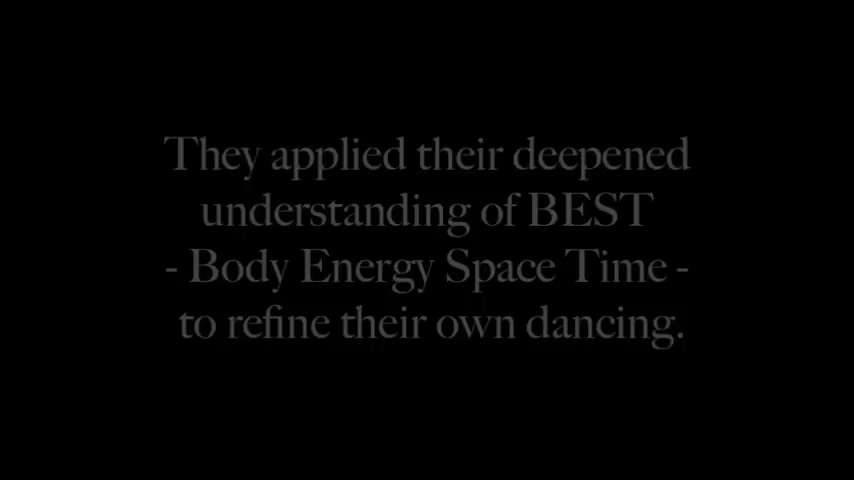 They applied their deepened
understanding of BEST
- Body Energy Space Time -
to refine their own dancing.